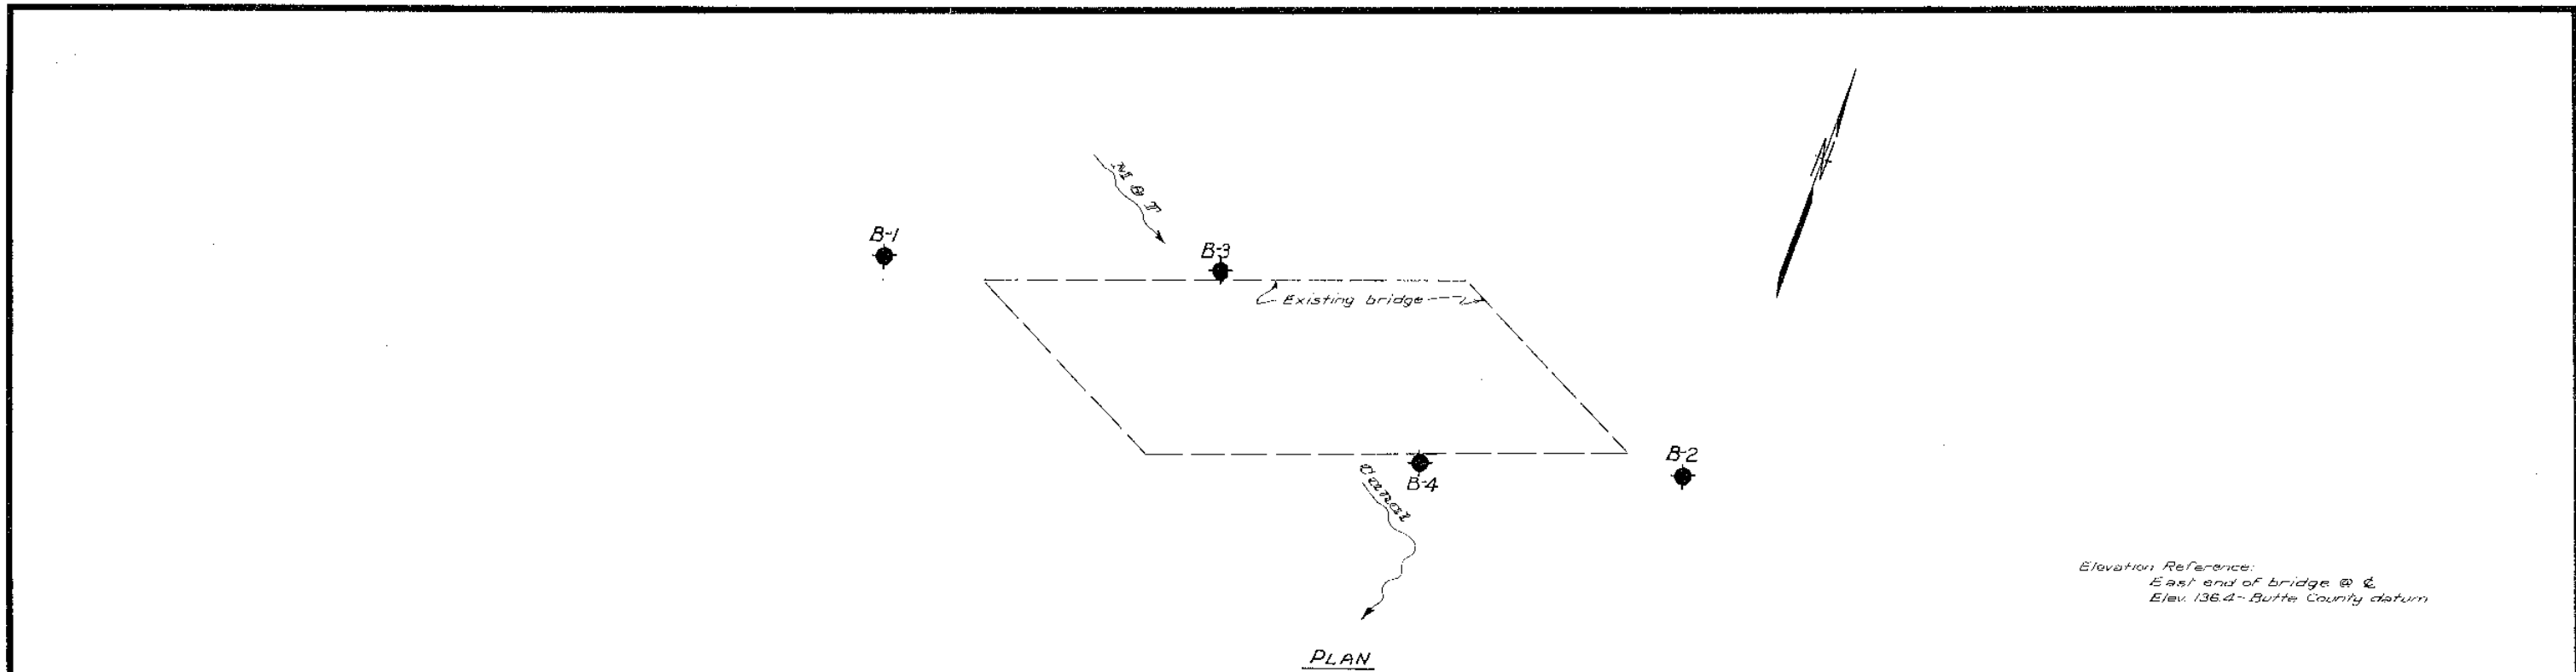 M & T
B-1
B-3
Existing bridge
B-2
B-4
Canal
N
Elevation Reference:
East end of bridge @ ℄
Elev. 136.4 - Butte County datum
PLAN